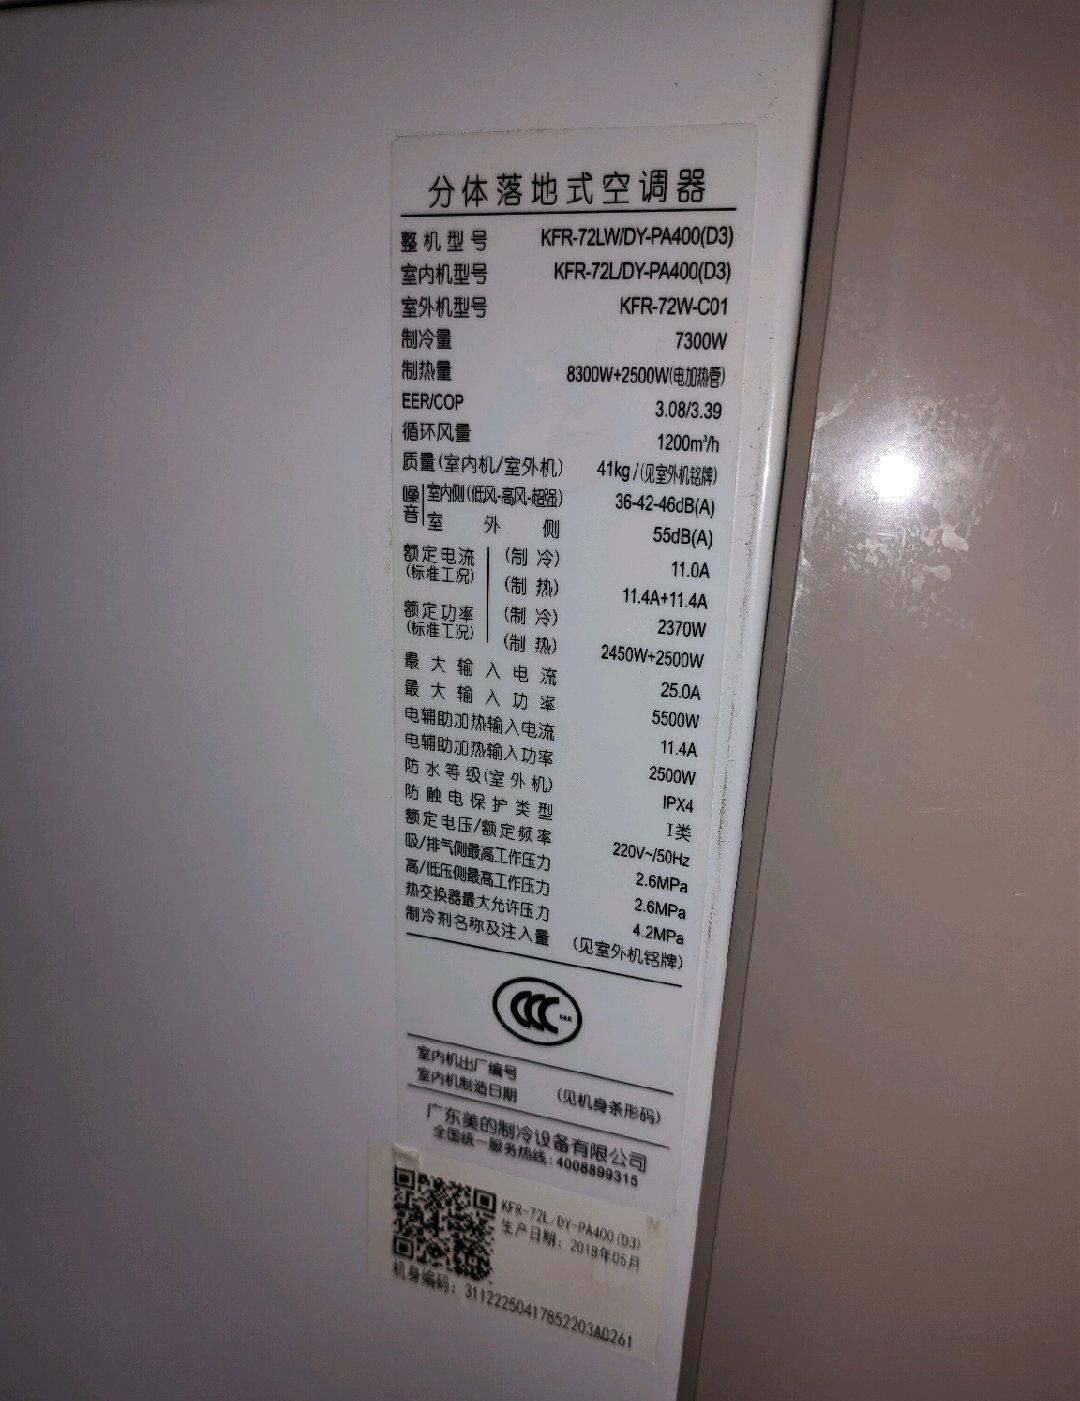 分体落地式空调器
整机型号 KFR-72LW/DY-PA400(D3)
室内机型号 KFR-72L/DY-PA400(D3)
室外机型号 KFR-72W-C01
制冷量 7300W
制热量 8300W+2500W(电加热管)
EER/COP 3.08/3.39
循环风量 1200m³/h
质量(室内机/室外机) 41kg/(见室外机铭牌)
噪音 室内侧(低风-高风-超强) 36-42-46dB(A)
室外侧 55dB(A)
额定电流(标准工况) (制冷) 11.0A
(制热) 11.4A+11.4A
额定功率(标准工况) (制冷) 2370W
(制热) 2450W+2500W
最大输入电流 25.0A
最大输入功率 5500W
电辅助加热输入电流 11.4A
电辅助加热输入功率 2500W
防水等级(室外机) IPX4
防触电保护类型 I类
额定电压/额定频率 220V~/50Hz
吸/排气侧最高工作压力 2.6MPa
高/低压侧最高工作压力 2.6MPa
热交换器最大允许压力 4.2MPa
制冷剂名称及注入量 (见室外机铭牌)
CCC
室内机出厂编号
室内机制造日期 (见机身条形码)
广东美的制冷设备有限公司
全国统一服务热线:4008899315
KFR-72L/DY-PA400(D3)
生产日期: 2018年05月
机身编码: 31122250417852203A0261